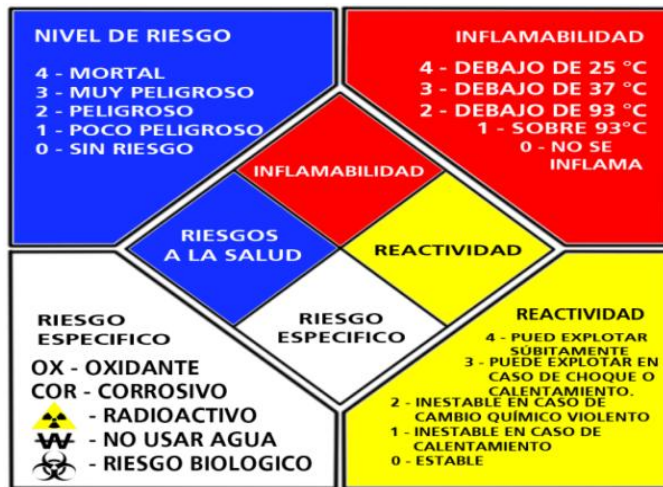 NIVEL DE RIESGO
4 - MORTAL
3 - MUY PELIGROSO
2 - PELIGROSO
1 - POCO PELIGROSO
0 - SIN RIESGO
INFLAMABILIDAD
4 - DEBAJO DE 25 °C
3 - DEBAJO DE 37 °C
2 - DEBAJO DE 93 °C
1 - SOBRE 93°C
0 - NO SE
INFLAMA
INFLAMABILIDAD
RIESGOS
A LA SALUD
REACTIVIDAD
RIESGO
ESPECIFICO
RIESGO
ESPECIFICO
OX - OXIDANTE
COR - CORROSIVO
- RADIOACTIVO
W - NO USAR AGUA
- RIESGO BIOLOGICO
REACTIVIDAD
4 - PUED EXPLOTAR
SÚBITAMENTE
3 - PUEDE EXPLOTAR EN
CASO DE CHOQUE O
CALENTAMIENTO.
2 - INESTABLE EN CASO DE
CAMBIO QUÍMICO VIOLENTO
1 - INESTABLE EN CASO DE
CALENTAMIENTO
0 - ESTABLE